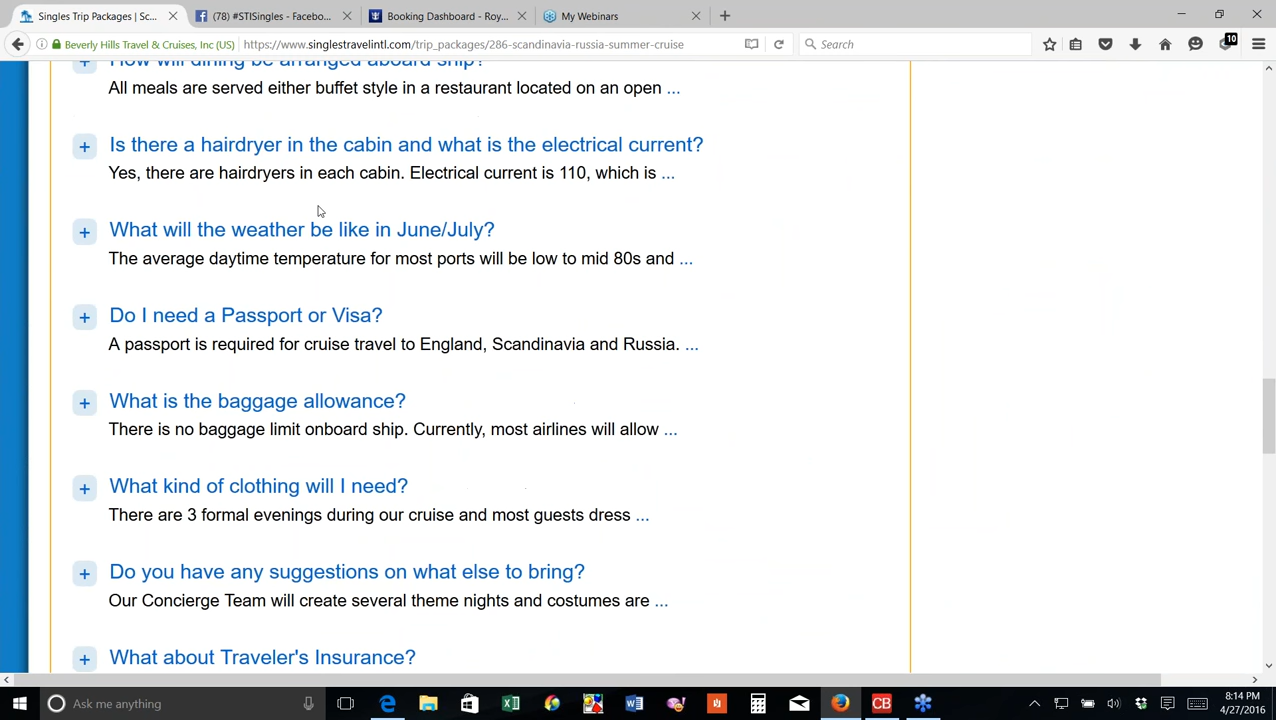 Singles Trip Packages | Sc...
(78) #STISingles - Facebo...
Booking Dashboard - Roy...
My Webinars
Beverly Hills Travel & Cruises, Inc (US)
https://www.singlestravelintl.com/trip_packages/286-scandinavia-russia-summer-cruise
Search
10
How will dining be arranged aboard ship?
All meals are served either buffet style in a restaurant located on an open ...
Is there a hairdryer in the cabin and what is the electrical current?
Yes, there are hairdryers in each cabin. Electrical current is 110, which is ...
What will the weather be like in June/July?
The average daytime temperature for most ports will be low to mid 80s and ...
Do I need a Passport or Visa?
A passport is required for cruise travel to England, Scandinavia and Russia. ...
What is the baggage allowance?
There is no baggage limit onboard ship. Currently, most airlines will allow ...
What kind of clothing will I need?
There are 3 formal evenings during our cruise and most guests dress ...
Do you have any suggestions on what else to bring?
Our Concierge Team will create several theme nights and costumes are ...
What about Traveler's Insurance?
Ask me anything
CB
8:14 PM
4/27/2016